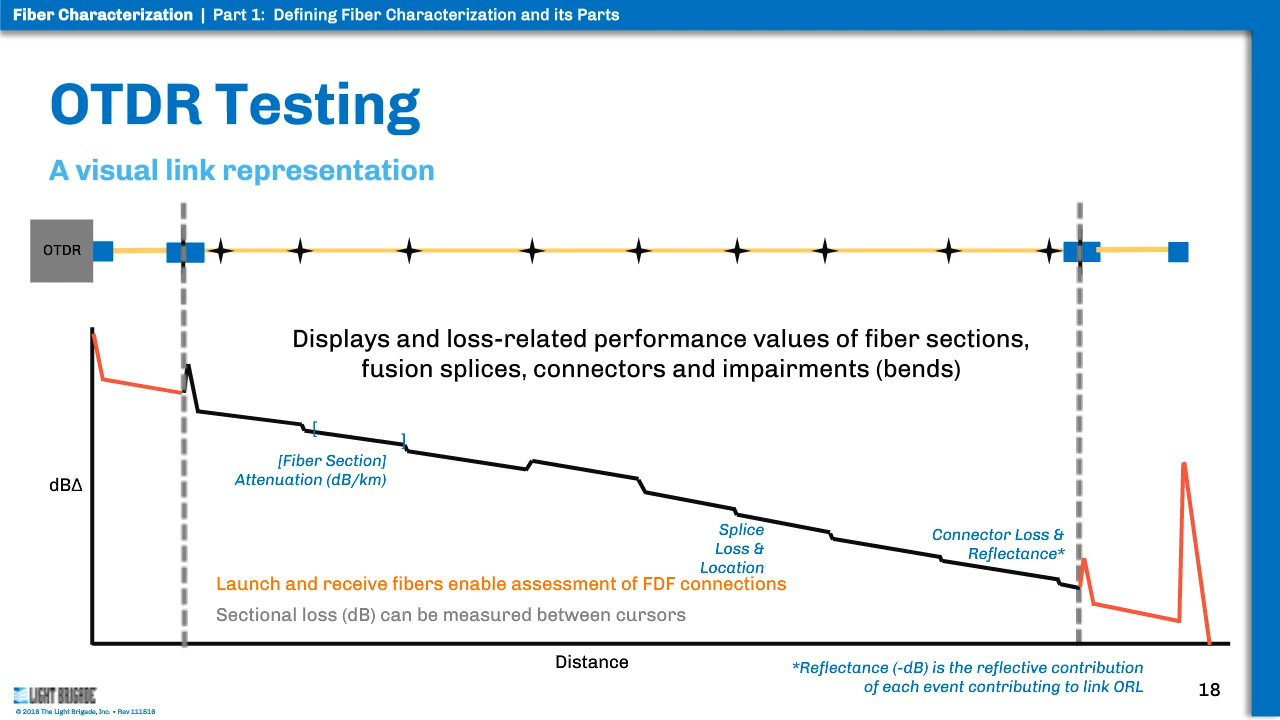 Fiber Characterization | Part 1: Defining Fiber Characterization and its Parts
OTDR Testing
A visual link representation
OTDR
Displays and loss-related performance values of fiber sections,
fusion splices, connectors and impairments (bends)
[
]
[Fiber Section]
Attenuation (dB/km)
dBΔ
Splice
Loss &
Location
Connector Loss &
Reflectance*
Launch and receive fibers enable assessment of FDF connections
Sectional loss (dB) can be measured between cursors
Distance
*Reflectance (-dB) is the reflective contribution
of each event contributing to link ORL
18
LIGHT BRIGADE
© 2018 The Light Brigade, Inc. • Rev 111518